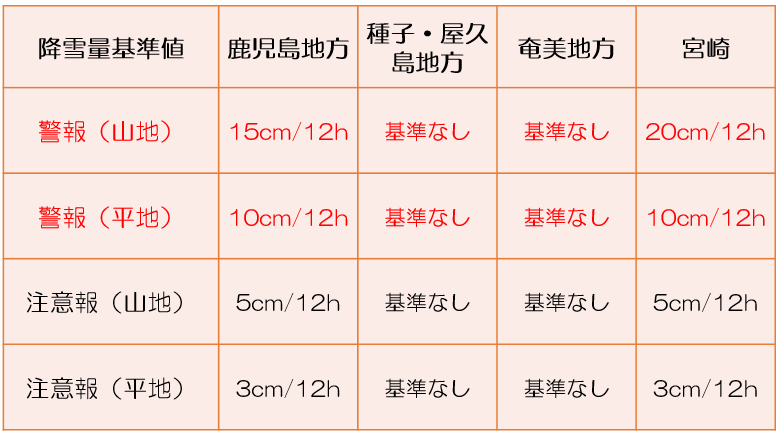 降雪量基準値 鹿児島地方 種子・屋久 奄美地方 宮崎
島地方
警報（山地） 15cm/12h 基準なし 基準なし 20cm/12h
警報（平地） 10cm/12h 基準なし 基準なし 10cm/12h
注意報（山地） 5cm/12h 基準なし 基準なし 5cm/12h
注意報（平地） 3cm/12h 基準なし 基準なし 3cm/12h